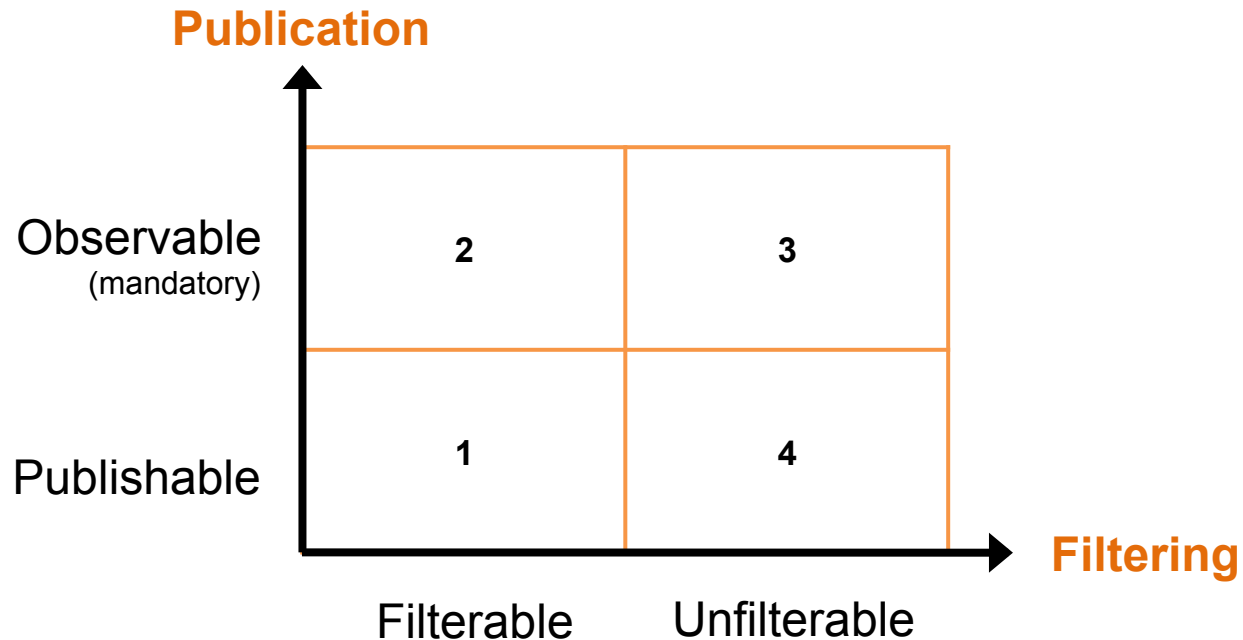 Publication
Observable
(mandatory)
2
3
Publishable
1
4
Filtering
Filterable
Unfilterable